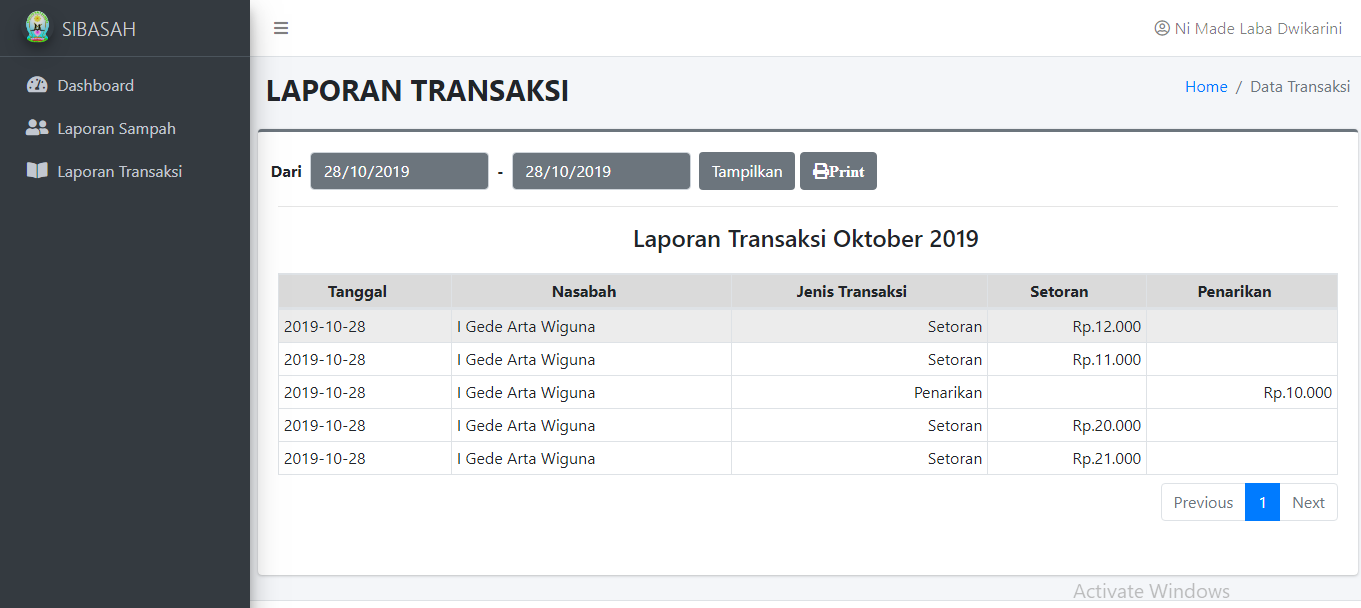 SIBASAH
Ni Made Laba Dwikarini
Dashboard
Laporan Sampah
Laporan Transaksi
LAPORAN TRANSAKSI
Home / Data Transaksi
Dari 28/10/2019 - 28/10/2019 Tampilkan Print
Laporan Transaksi Oktober 2019
Tanggal Nasabah Jenis Transaksi Setoran Penarikan
2019-10-28 I Gede Arta Wiguna Setoran Rp.12.000
2019-10-28 I Gede Arta Wiguna Setoran Rp.11.000
2019-10-28 I Gede Arta Wiguna Penarikan Rp.10.000
2019-10-28 I Gede Arta Wiguna Setoran Rp.20.000
2019-10-28 I Gede Arta Wiguna Setoran Rp.21.000
Previous 1 Next
Activate Windows